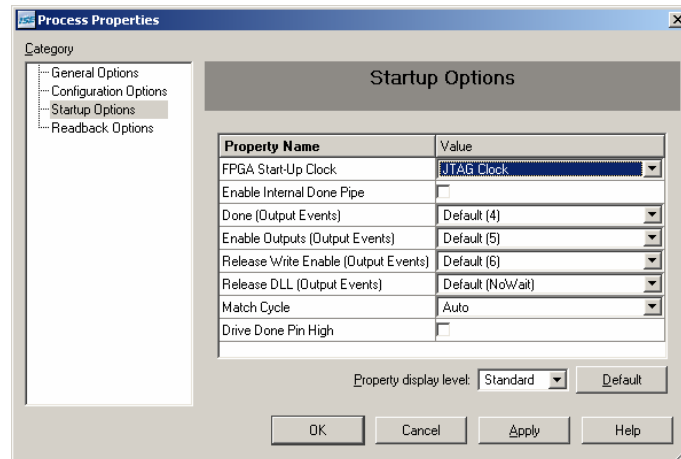 ISE Process Properties
Category
General Options
Configuration Options
Startup Options
Readback Options
Startup Options
Property Name Value
FPGA Start-Up Clock JTAG Clock
Enable Internal Done Pipe
Done (Output Events) Default (4)
Enable Outputs (Output Events) Default (5)
Release Write Enable (Output Events) Default (6)
Release DLL (Output Events) Default (NoWait)
Match Cycle Auto
Drive Done Pin High
Property display level: Standard Default
OK Cancel Apply Help